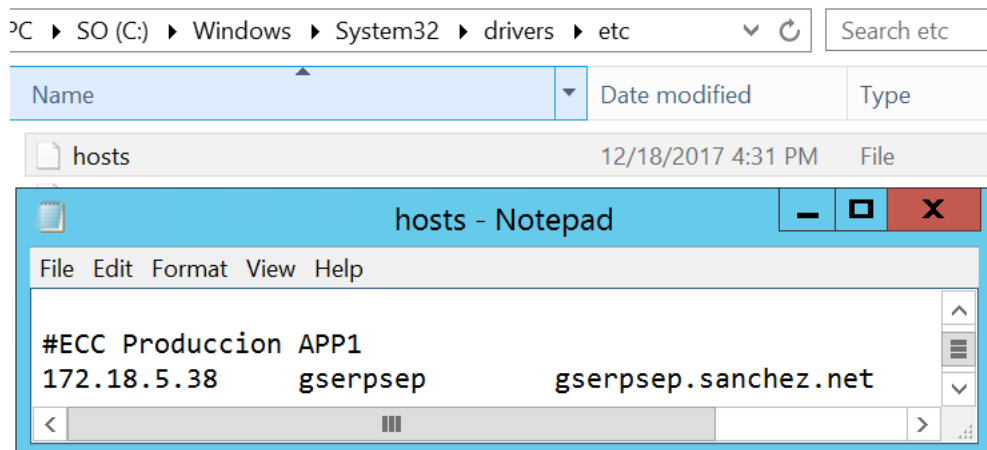 PC ▸ SO (C:) ▸ Windows ▸ System32 ▸ drivers ▸ etc Search etc
Name Date modified Type
hosts 12/18/2017 4:31 PM File
hosts - Notepad
File Edit Format View Help
#ECC Produccion APP1
172.18.5.38 gserpsep gserpsep.sanchez.net